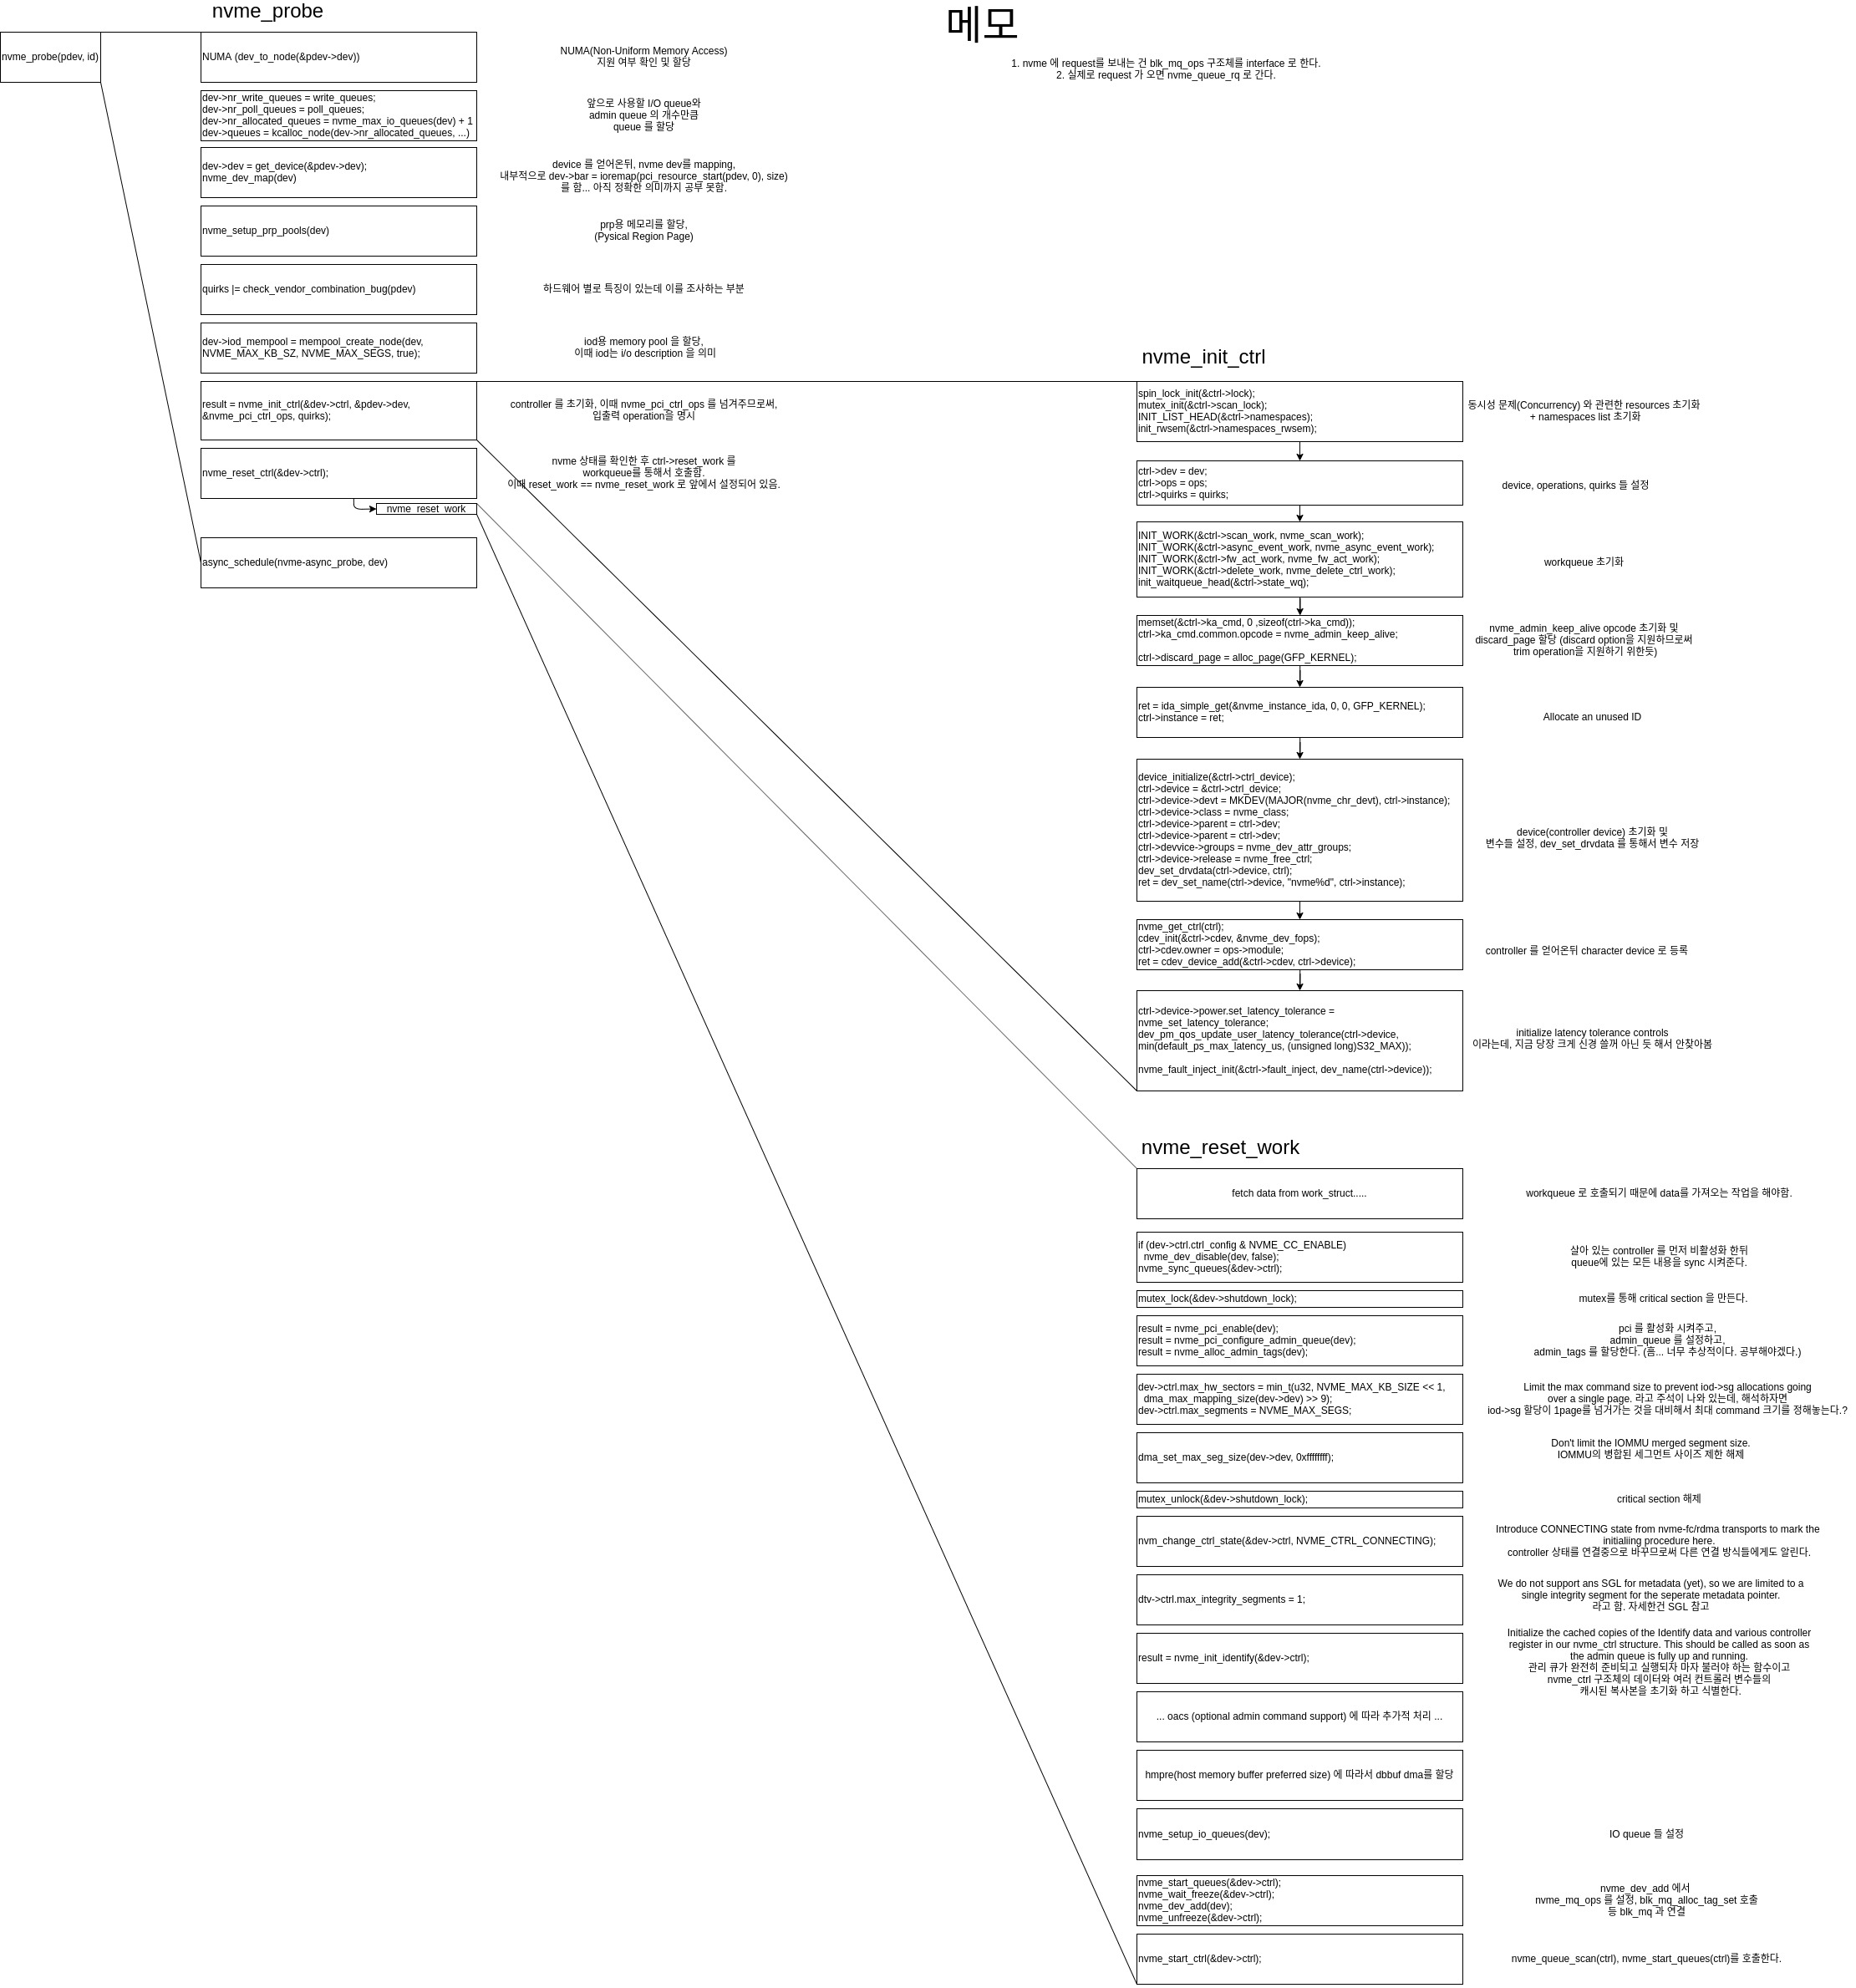 nvme_probe
nvme_probe(pdev, id)
NUMA (dev_to_node(&pdev->dev))
NUMA(Non-Uniform Memory Access)
지원 여부 확인 및 할당
dev->nr_write_queues = write_queues;
dev->nr_poll_queues = poll_queues;
dev->nr_allocated_queues = nvme_max_io_queues(dev) + 1
dev->queues = kcalloc_node(dev->nr_allocated_queues, ...)
앞으로 사용할 I/O queue와
admin queue 의 개수만큼
queue 를 할당
dev->dev = get_device(&pdev->dev);
nvme_dev_map(dev)
device 를 얻어온뒤, nvme dev를 mapping,
내부적으로 dev->bar = ioremap(pci_resource_start(pdev, 0), size)
를 함... 아직 정확한 의미까지 공부 못함.
nvme_setup_prp_pools(dev)
prp용 메모리를 할당,
(Pysical Region Page)
quirks |= check_vendor_combination_bug(pdev)
하드웨어 별로 특징이 있는데 이를 조사하는 부분
dev->iod_mempool = mempool_create_node(dev,
NVME_MAX_KB_SZ, NVME_MAX_SEGS, true);
iod용 memory pool 을 할당,
이때 iod는 i/o description 을 의미
result = nvme_init_ctrl(&dev->ctrl, &pdev->dev,
&nvme_pci_ctrl_ops, quirks);
controller 를 초기화, 이때 nvme_pci_ctrl_ops 를 넘겨주므로써,
입출력 operation을 명시
nvme_reset_ctrl(&dev->ctrl);
nvme 상태를 확인한 후 ctrl->reset_work 를
workqueue를 통해서 호출함.
이때 reset_work == nvme_reset_work 로 앞에서 설정되어 있음.
nvme_reset_work
async_schedule(nvme-async_probe, dev)
메모
1. nvme 에 request를 보내는 건 blk_mq_ops 구조체를 interface 로 한다.
2. 실제로 request 가 오면 nvme_queue_rq 로 간다.
nvme_init_ctrl
spin_lock_init(&ctrl->lock);
mutex_init(&ctrl->scan_lock);
INIT_LIST_HEAD(&ctrl->namespaces);
init_rwsem(&ctrl->namespaces_rwsem);
동시성 문제(Concurrency) 와 관련한 resources 초기화
+ namespaces list 초기화
ctrl->dev = dev;
ctrl->ops = ops;
ctrl->quirks = quirks;
device, operations, quirks 들 설정
INIT_WORK(&ctrl->scan_work, nvme_scan_work);
INIT_WORK(&ctrl->async_event_work, nvme_async_event_work);
INIT_WORK(&ctrl->fw_act_work, nvme_fw_act_work);
INIT_WORK(&ctrl->delete_work, nvme_delete_ctrl_work);
init_waitqueue_head(&ctrl->state_wq);
workqueue 초기화
memset(&ctrl->ka_cmd, 0 ,sizeof(ctrl->ka_cmd));
ctrl->ka_cmd.common.opcode = nvme_admin_keep_alive;
ctrl->discard_page = alloc_page(GFP_KERNEL);
nvme_admin_keep_alive opcode 초기화 및
discard_page 할당 (discard option을 지원하므로써
trim operation을 지원하기 위한듯)
ret = ida_simple_get(&nvme_instance_ida, 0, 0, GFP_KERNEL);
ctrl->instance = ret;
Allocate an unused ID
device_initialize(&ctrl->ctrl_device);
ctrl->device = &ctrl->ctrl_device;
ctrl->device->devt = MKDEV(MAJOR(nvme_chr_devt), ctrl->instance);
ctrl->device->class = nvme_class;
ctrl->device->parent = ctrl->dev;
ctrl->device->parent = ctrl->dev;
ctrl->devvice->groups = nvme_dev_attr_groups;
ctrl->device->release = nvme_free_ctrl;
dev_set_drvdata(ctrl->device, ctrl);
ret = dev_set_name(ctrl->device, "nvme%d", ctrl->instance);
device(controller device) 초기화 및
변수들 설정, dev_set_drvdata 를 통해서 변수 저장
nvme_get_ctrl(ctrl);
cdev_init(&ctrl->cdev, &nvme_dev_fops);
ctrl->cdev.owner = ops->module;
ret = cdev_device_add(&ctrl->cdev, ctrl->device);
controller 를 얻어온뒤 character device 로 등록
ctrl->device->power.set_latency_tolerance =
nvme_set_latency_tolerance;
dev_pm_qos_update_user_latency_tolerance(ctrl->device,
min(default_ps_max_latency_us, (unsigned long)S32_MAX));
nvme_fault_inject_init(&ctrl->fault_inject, dev_name(ctrl->device));
initialize latency tolerance controls
이라는데, 지금 당장 크게 신경 쓸꺼 아닌 듯 해서 안찾아봄
nvme_reset_work
fetch data from work_struct.....
workqueue 로 호출되기 때문에 data를 가져오는 작업을 해야함.
if (dev->ctrl.ctrl_config & NVME_CC_ENABLE)
nvme_dev_disable(dev, false);
nvme_sync_queues(&dev->ctrl);
살아 있는 controller 를 먼저 비활성화 한뒤
queue에 있는 모든 내용을 sync 시켜준다.
mutex_lock(&dev->shutdown_lock);
mutex를 통해 critical section 을 만든다.
result = nvme_pci_enable(dev);
result = nvme_pci_configure_admin_queue(dev);
result = nvme_alloc_admin_tags(dev);
pci 를 활성화 시켜주고,
admin_queue 를 설정하고,
admin_tags 를 할당한다. (흠... 너무 추상적이다. 공부해야겠다.)
dev->ctrl.max_hw_sectors = min_t(u32, NVME_MAX_KB_SIZE << 1,
dma_max_mapping_size(dev->dev) >> 9);
dev->ctrl.max_segments = NVME_MAX_SEGS;
Limit the max command size to prevent iod->sg allocations going
over a single page. 라고 주석이 나와 있는데, 해석하자면
iod->sg 할당이 1page를 넘거가는 것을 대비해서 최대 command 크기를 정해놓는다.?
dma_set_max_seg_size(dev->dev, 0xffffffff);
Don't limit the IOMMU merged segment size.
IOMMU의 병합된 세그먼트 사이즈 제한 해제
mutex_unlock(&dev->shutdown_lock);
critical section 해제
nvm_change_ctrl_state(&dev->ctrl, NVME_CTRL_CONNECTING);
Introduce CONNECTING state from nvme-fc/rdma transports to mark the
initialiing procedure here.
controller 상태를 연결중으로 바꾸므로써 다른 연결 방식들에게도 알린다.
dtv->ctrl.max_integrity_segments = 1;
We do not support ans SGL for metadata (yet), so we are limited to a
single integrity segment for the seperate metadata pointer.
라고 함. 자세한건 SGL 참고
result = nvme_init_identify(&dev->ctrl);
Initialize the cached copies of the Identify data and various controller
register in our nvme_ctrl structure. This should be called as soon as
the admin queue is fully up and running.
관리 큐가 완전히 준비되고 실행되자 마자 불러야 하는 함수이고
nvme_ctrl 구조체의 데이터와 여러 컨트롤러 변수들의
캐시된 복사본을 초기화 하고 식별한다.
... oacs (optional admin command support) 에 따라 추가적 처리 ...
hmpre(host memory buffer preferred size) 에 따라서 dbbuf dma를 할당
nvme_setup_io_queues(dev);
IO queue 들 설정
nvme_start_queues(&dev->ctrl);
nvme_wait_freeze(&dev->ctrl);
nvme_dev_add(dev);
nvme_unfreeze(&dev->ctrl);
nvme_dev_add 에서
nvme_mq_ops 를 설정, blk_mq_alloc_tag_set 호출
등 blk_mq 과 연결
nvme_start_ctrl(&dev->ctrl);
nvme_queue_scan(ctrl), nvme_start_queues(ctrl)를 호출한다.